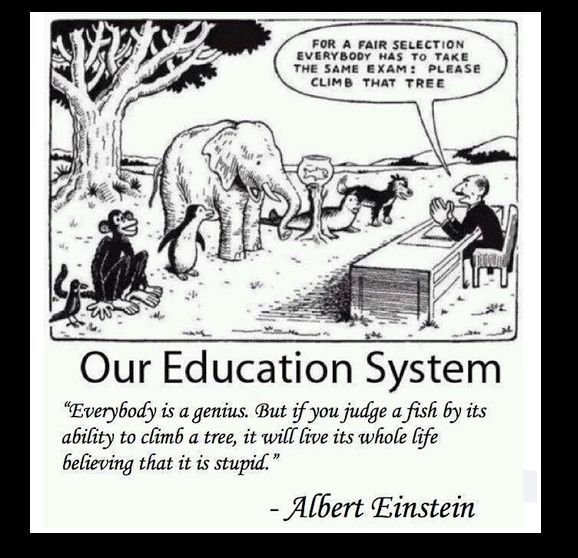 FOR A FAIR SELECTION
EVERYBODY HAS TO TAKE
THE SAME EXAM: PLEASE
CLIMB THAT TREE
Our Education System
“Everybody is a genius. But if you judge a fish by its
ability to climb a tree, it will live its whole life
believing that it is stupid.”
- Albert Einstein